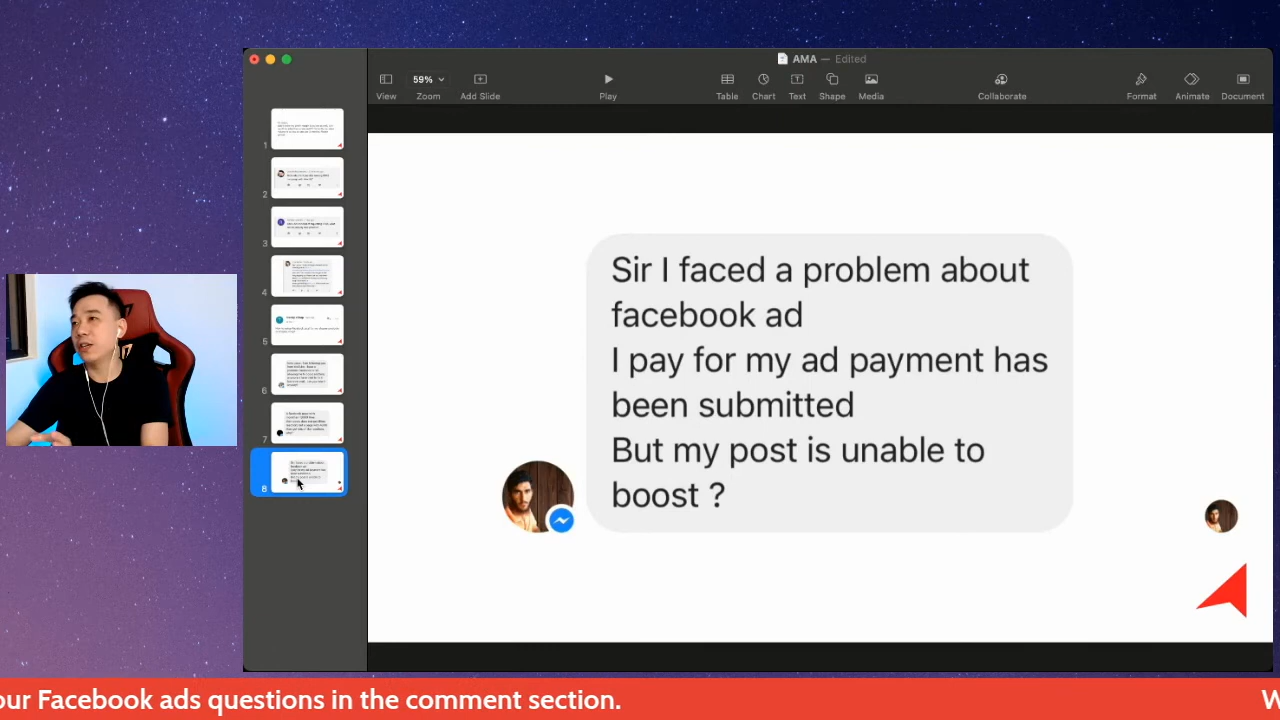 AMA — Edited
59%
View
Zoom
Add Slide
Play
Table
Chart
Text
Shape
Media
Collaborate
Format
Animate
Document
1
2
3
4
5
6
7
8
Sir I faced a problem about
facebook ad
I pay for my ad payment has
been submitted
But my post is unable to
boost ?
our Facebook ads questions in the comment section.
W